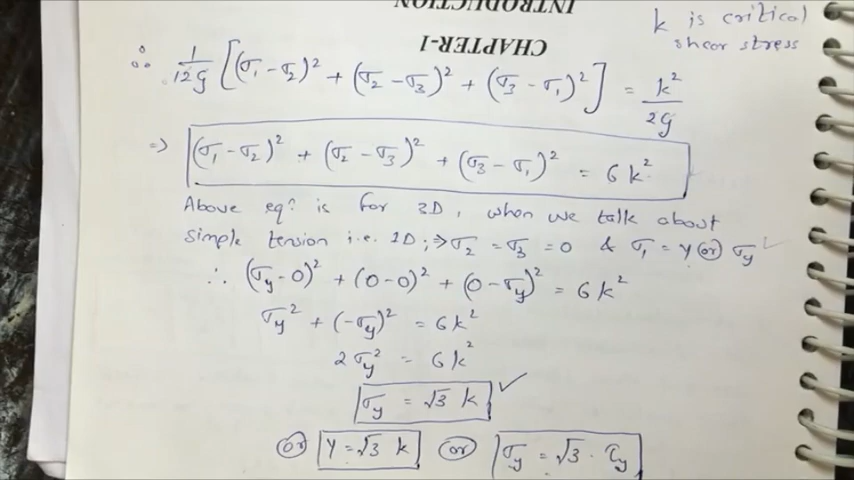 INTRODUCTION
CHAPTER-1
k is critical
shear stress
∴ 1/12G [(σ₁ - σ₂)² + (σ₂ - σ₃)² + (σ₃ - σ₁)²] = k²/2G
⇒ (σ₁ - σ₂)² + (σ₂ - σ₃)² + (σ₃ - σ₁)² = 6k²
Above eqⁿ is for 3D, when we talk about
simple tension i.e. 1D; ⇒ σ₂ = σ₃ = 0 & σ₁ = Y (or) σy ✓
∴ (σy - 0)² + (0 - 0)² + (0 - σy)² = 6k²
σy² + (-σy)² = 6k²
2σy² = 6k²
σy = √3 k ✓
(or) Y = √3 k (or) σy = √3 · τy